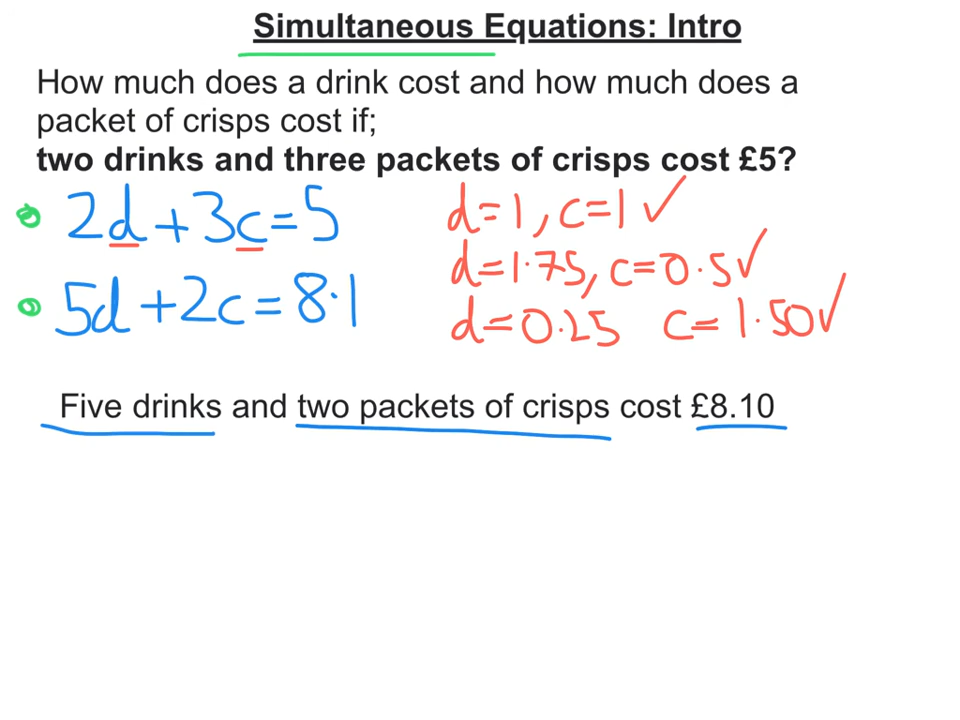 Simultaneous Equations: Intro
How much does a drink cost and how much does a
packet of crisps cost if;
two drinks and three packets of crisps cost £5?
2d+3c=5
d=1, c=1 ✓
d=1·75, c=0·5 ✓
5d+2c=8·1
d=0·25 c=1·50 ✓
Five drinks and two packets of crisps cost £8.10